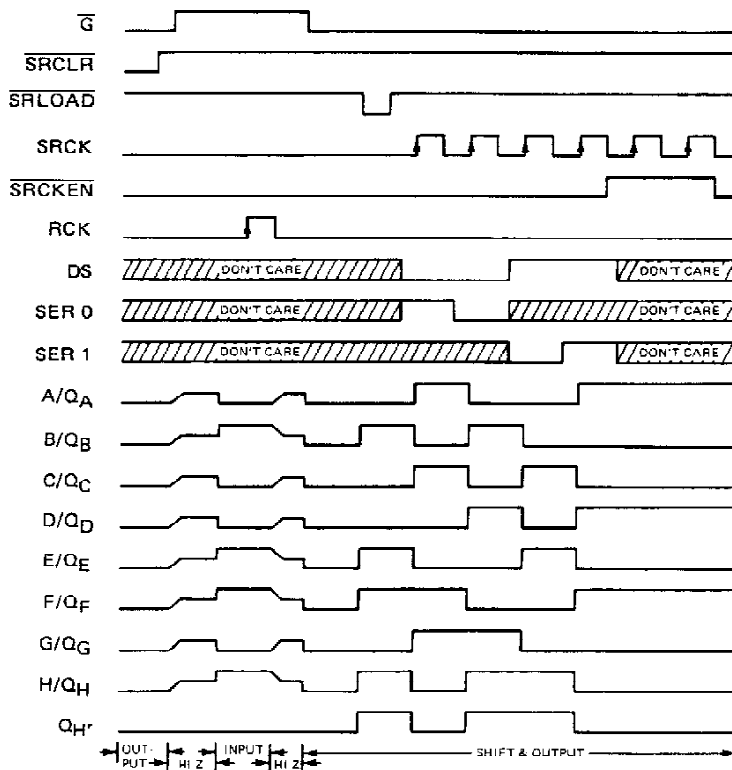 G
SRCLR
SRLOAD
SRCK
SRCKEN
RCK
DS DON'T CARE DON'T CARE
SER 0 DON'T CARE DON'T CARE
SER 1 DON'T CARE DON'T CARE
A/QA
B/QB
C/QC
D/QD
E/QE
F/QF
G/QG
H/QH
QH'
OUT-
PUT HI Z INPUT HI Z SHIFT & OUTPUT